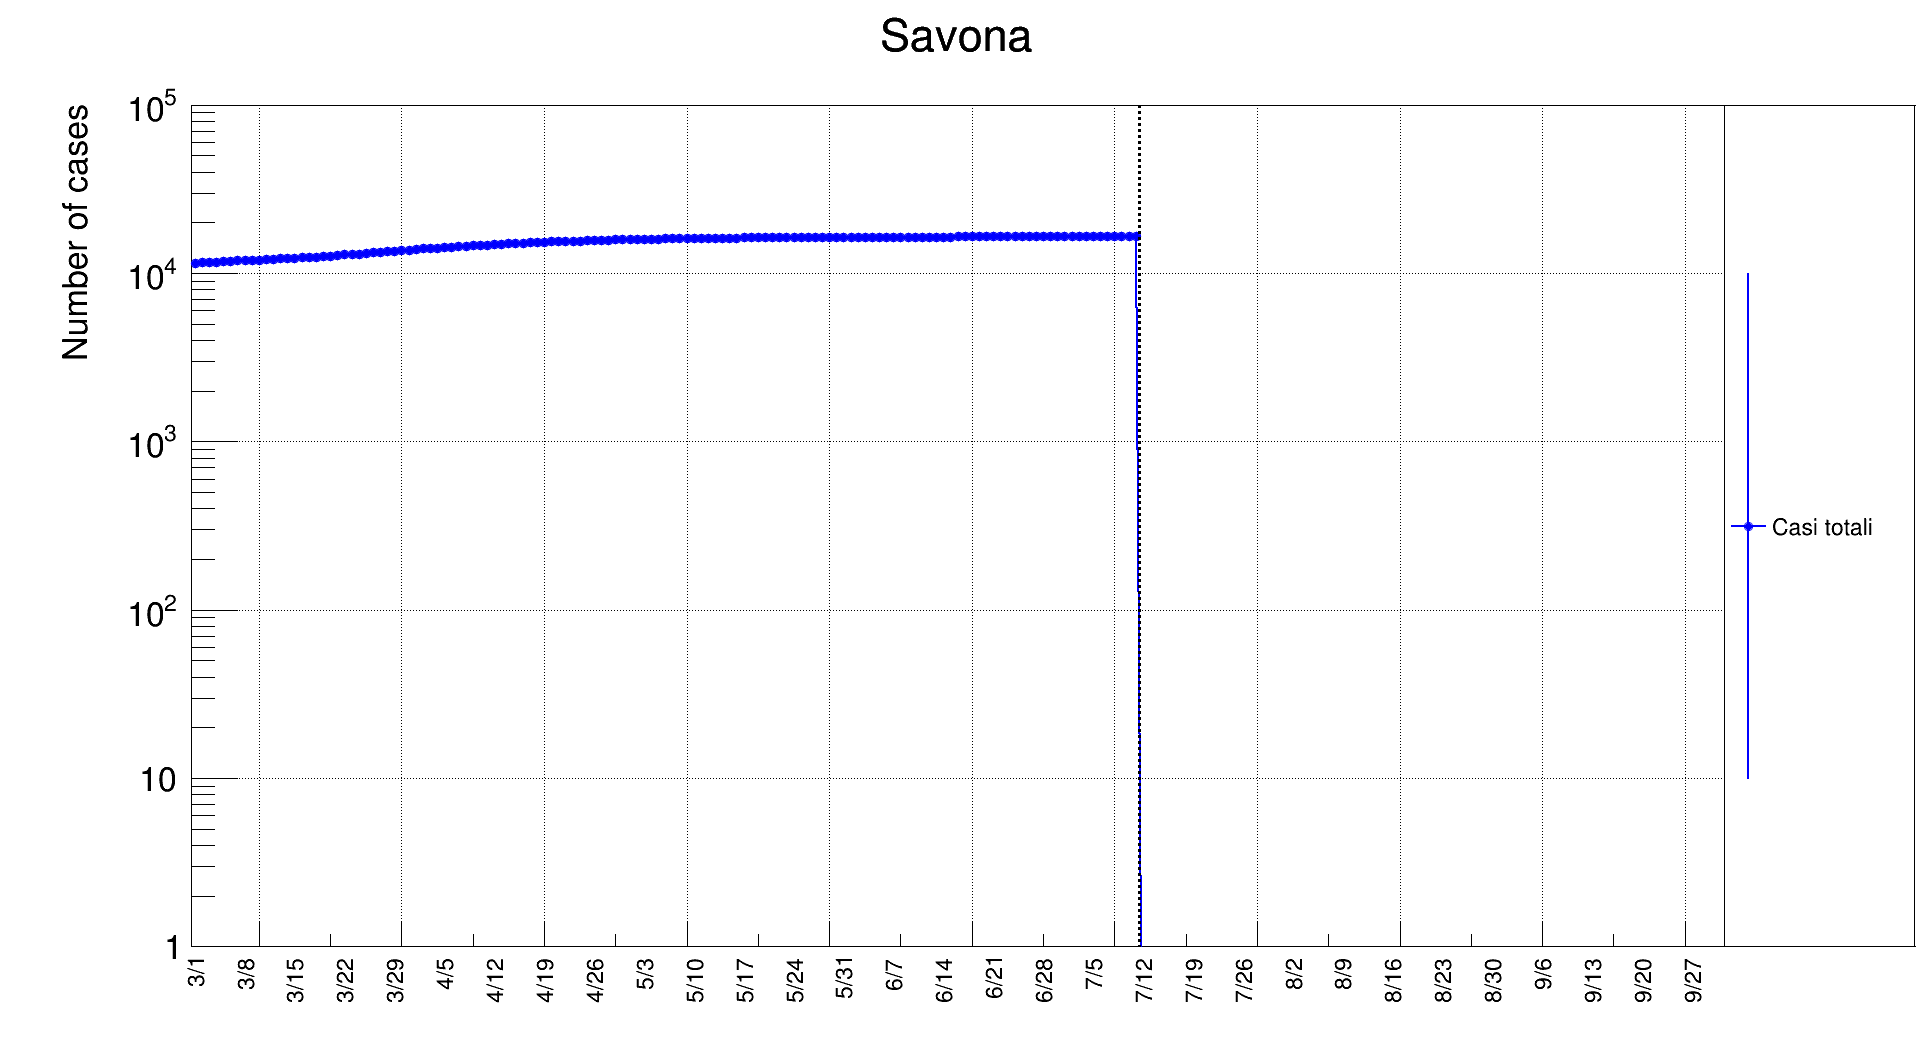 Savona
Number of cases
10^5
10^4
10^3
10^2
10
1
3/1 3/8 3/15 3/22 3/29 4/5 4/12 4/19 4/26 5/3 5/10 5/17 5/24 5/31 6/7 6/14 6/21 6/28 7/5 7/12 7/19 7/26 8/2 8/9 8/16 8/23 8/30 9/6 9/13 9/20 9/27
Casi totali